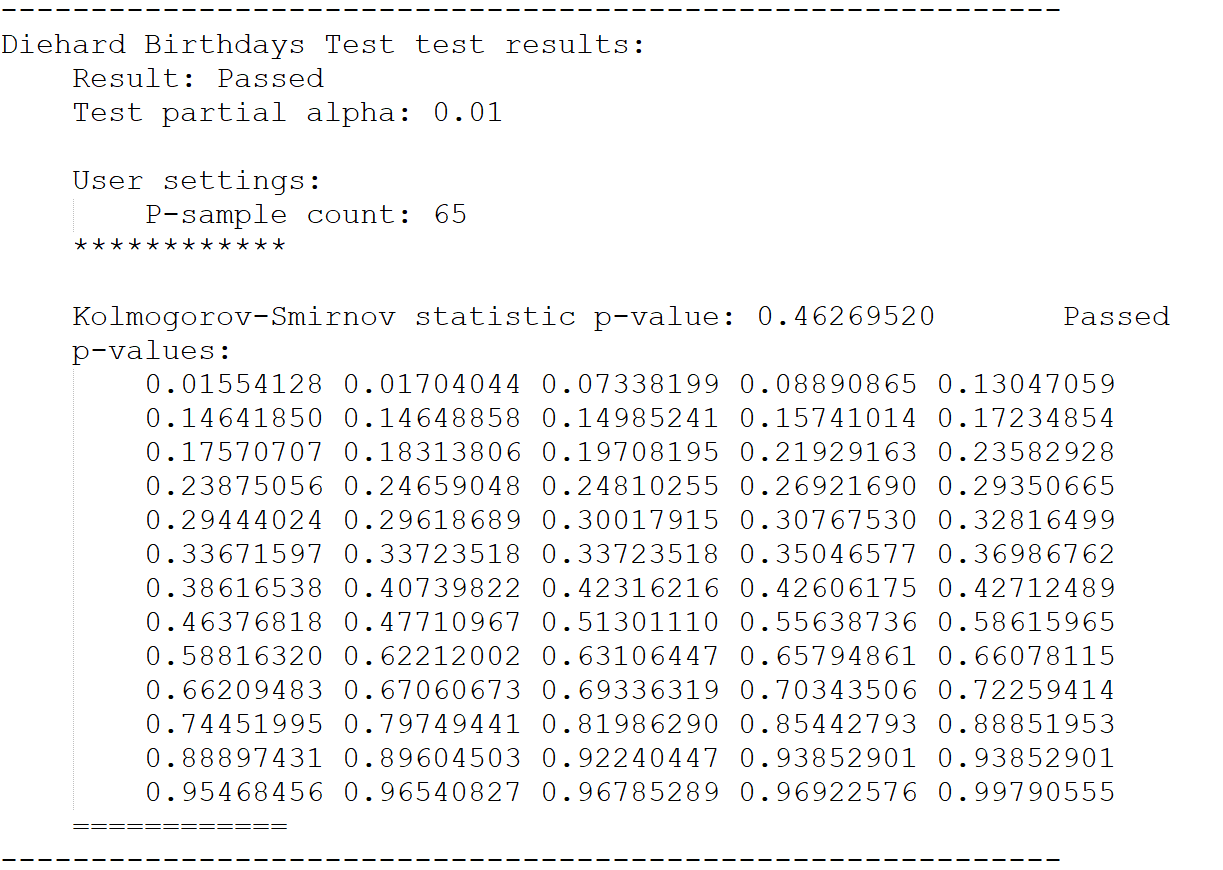 -----------------------------------------------------------
Diehard Birthdays Test test results:
    Result: Passed
    Test partial alpha: 0.01

    User settings:
        P-sample count: 65
    ************

    Kolmogorov-Smirnov statistic p-value: 0.46269520       Passed
    p-values:
        0.01554128 0.01704044 0.07338199 0.08890865 0.13047059
        0.14641850 0.14648858 0.14985241 0.15741014 0.17234854
        0.17570707 0.18313806 0.19708195 0.21929163 0.23582928
        0.23875056 0.24659048 0.24810255 0.26921690 0.29350665
        0.29444024 0.29618689 0.30017915 0.30767530 0.32816499
        0.33671597 0.33723518 0.33723518 0.35046577 0.36986762
        0.38616538 0.40739822 0.42316216 0.42606175 0.42712489
        0.46376818 0.47710967 0.51301110 0.55638736 0.58615965
        0.58816320 0.62212002 0.63106447 0.65794861 0.66078115
        0.66209483 0.67060673 0.69336319 0.70343506 0.72259414
        0.74451995 0.79749441 0.81986290 0.85442793 0.88851953
        0.88897431 0.89604503 0.92240447 0.93852901 0.93852901
        0.95468456 0.96540827 0.96785289 0.96922576 0.99790555
    ============
-----------------------------------------------------------